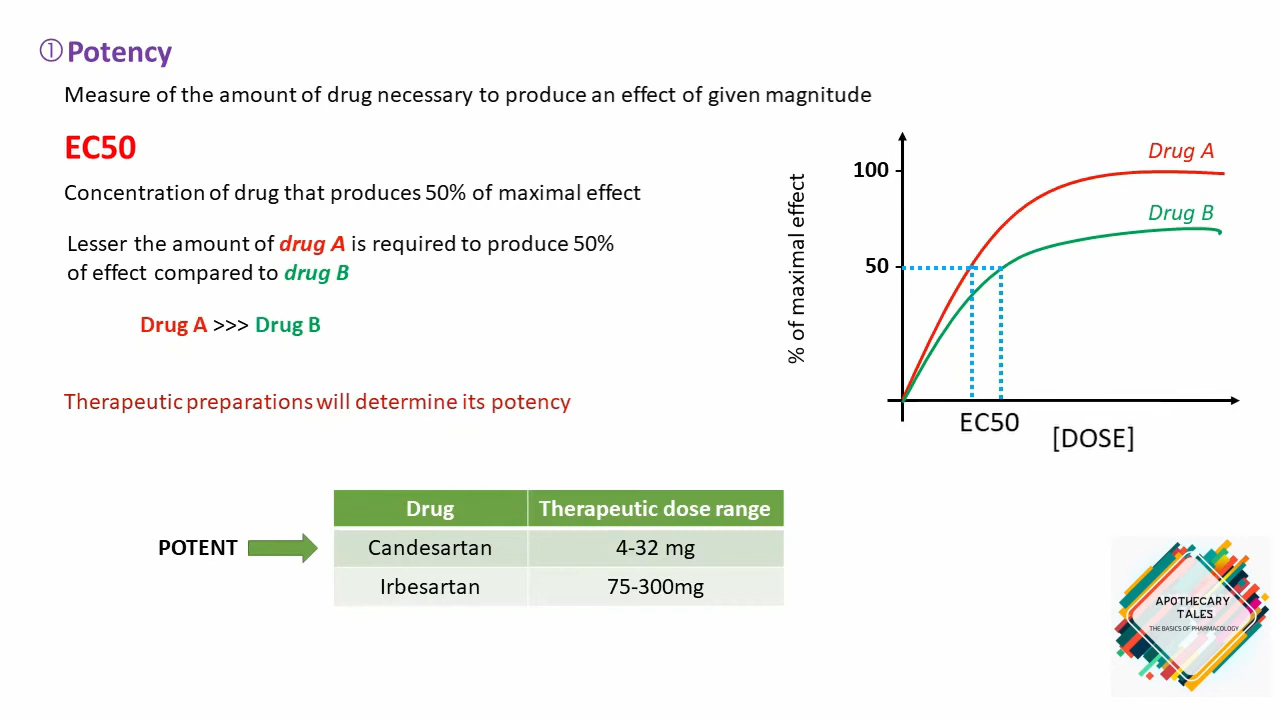 ① Potency
Measure of the amount of drug necessary to produce an effect of given magnitude
EC50
Concentration of drug that produces 50% of maximal effect
Lesser the amount of drug A is required to produce 50%
of effect compared to drug B
Drug A >>> Drug B
Therapeutic preparations will determine its potency
% of maximal effect
100
50
Drug A
Drug B
EC50
[DOSE]
POTENT
Drug Therapeutic dose range
Candesartan 4-32 mg
Irbesartan 75-300mg
APOTHECARY
TALES
THE BASICS OF PHARMACOLOGY